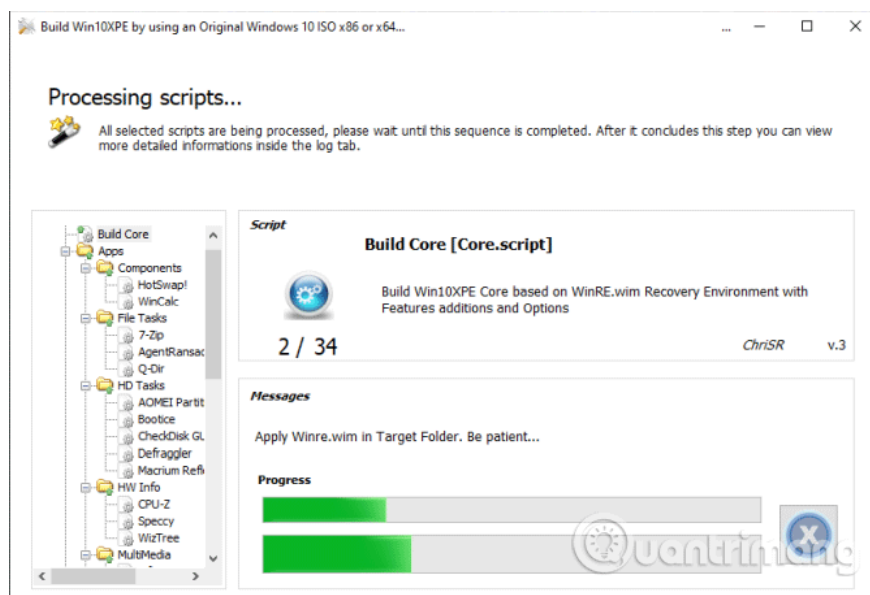 Build Win10XPE by using an Original Windows 10 ISO x86 or x64...
Processing scripts...
All selected scripts are being processed, please wait until this sequence is completed. After it concludes this step you can view
more detailed informations inside the log tab.
Build Core
Apps
Components
HotSwap!
WinCalc
File Tasks
7-Zip
AgentRansac
Q-Dir
HD Tasks
AOMEI Partit
Bootice
CheckDisk GL
Defraggler
Macrium Refl
HW Info
CPU-Z
Speccy
WizTree
MultiMedia
Script
Build Core [Core.script]
Build Win10XPE Core based on WinRE.wim Recovery Environment with
Features additions and Options
2 / 34
ChriSR v.3
Messages
Apply Winre.wim in Target Folder. Be patient...
Progress
Quantrimang